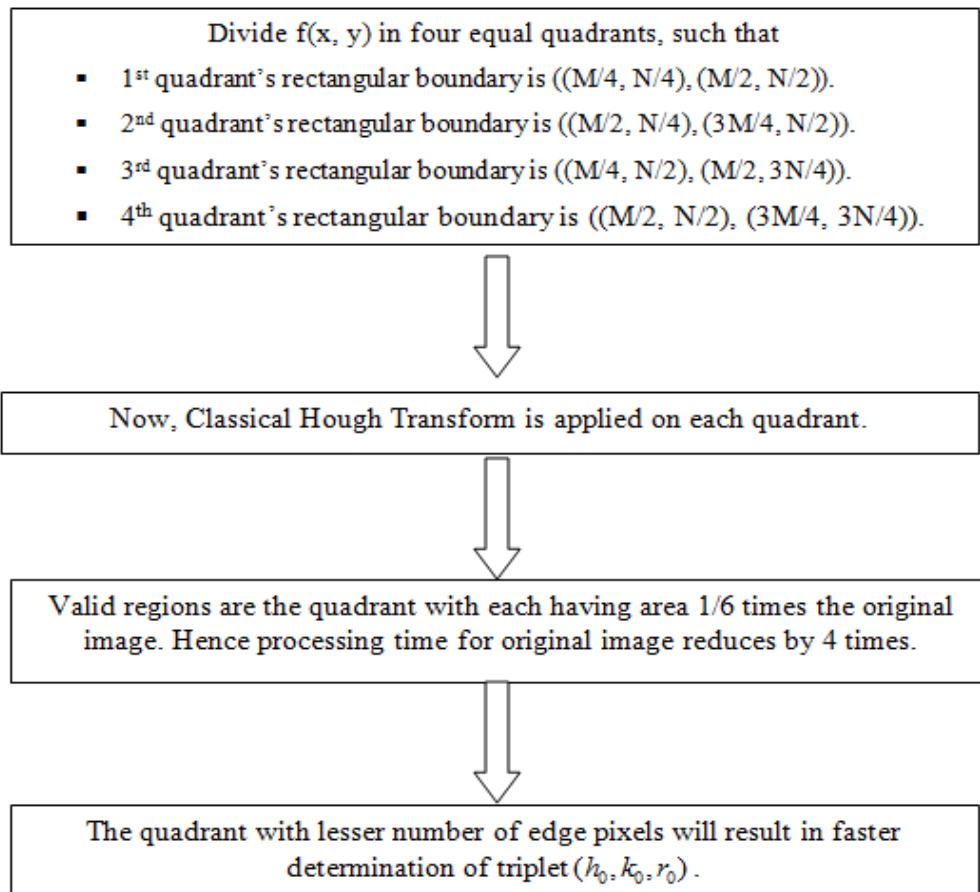 Divide f(x, y) in four equal quadrants, such that
▪ 1st quadrant’s rectangular boundary is ((M/4, N/4), (M/2, N/2)).
▪ 2nd quadrant’s rectangular boundary is ((M/2, N/4), (3M/4, N/2)).
▪ 3rd quadrant’s rectangular boundary is ((M/4, N/2), (M/2, 3N/4)).
▪ 4th quadrant’s rectangular boundary is ((M/2, N/2), (3M/4, 3N/4)).
Now, Classical Hough Transform is applied on each quadrant.
Valid regions are the quadrant with each having area 1/6 times the original
image. Hence processing time for original image reduces by 4 times.
The quadrant with lesser number of edge pixels will result in faster
determination of triplet (h₀, k₀, r₀) .